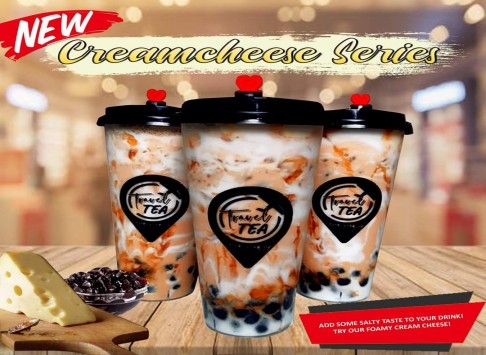 NEW
Creamcheese Series
Travel
TEA
Travel
TEA
Travel
TEA
ADD SOME SALTY TASTE TO YOUR DRINK!
TRY OUR FOAMY CREAM CHEESE!